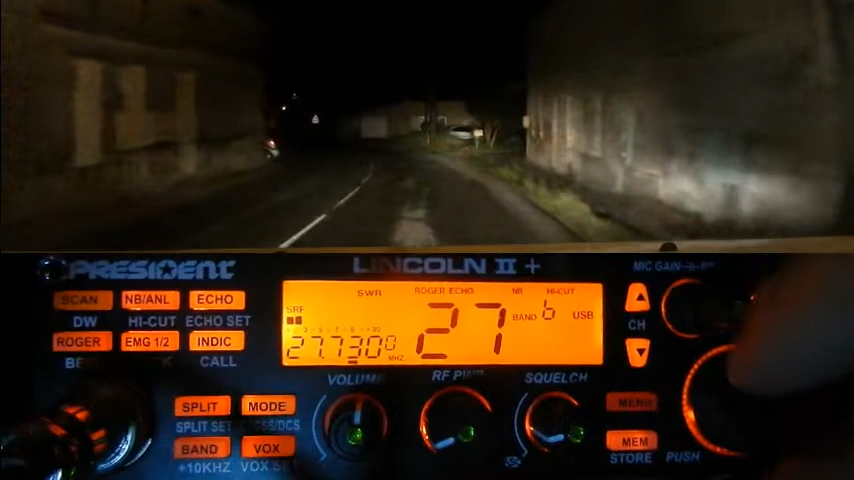 PRESIDENT
LINCOLN II +
MIC GAIN
SCAN NB/ANL ECHO
DW HI-CUT ECHO SET
ROGER EMG 1/2 INDIC
CALL
SWR ROGER ECHO NB HI-CUT
SRF
27 BAND b USB
27.7300 0 MHZ
CH
VOLUME SQUELCH
SPLIT MODE
SPLIT SET
BAND VOX
+10KHZ
MENU
MEM
STORE PUSH